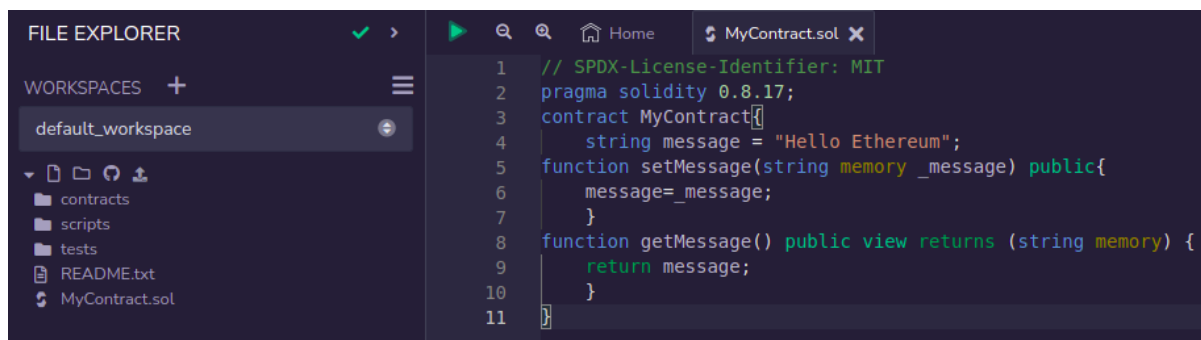 FILE EXPLORER
WORKSPACES
default_workspace
contracts
scripts
tests
README.txt
MyContract.sol
Home
MyContract.sol
1 // SPDX-License-Identifier: MIT
2 pragma solidity 0.8.17;
3 contract MyContract{
4 string message = "Hello Ethereum";
5 function setMessage(string memory _message) public{
6 message=_message;
7 }
8 function getMessage() public view returns (string memory) {
9 return message;
10 }
11 }